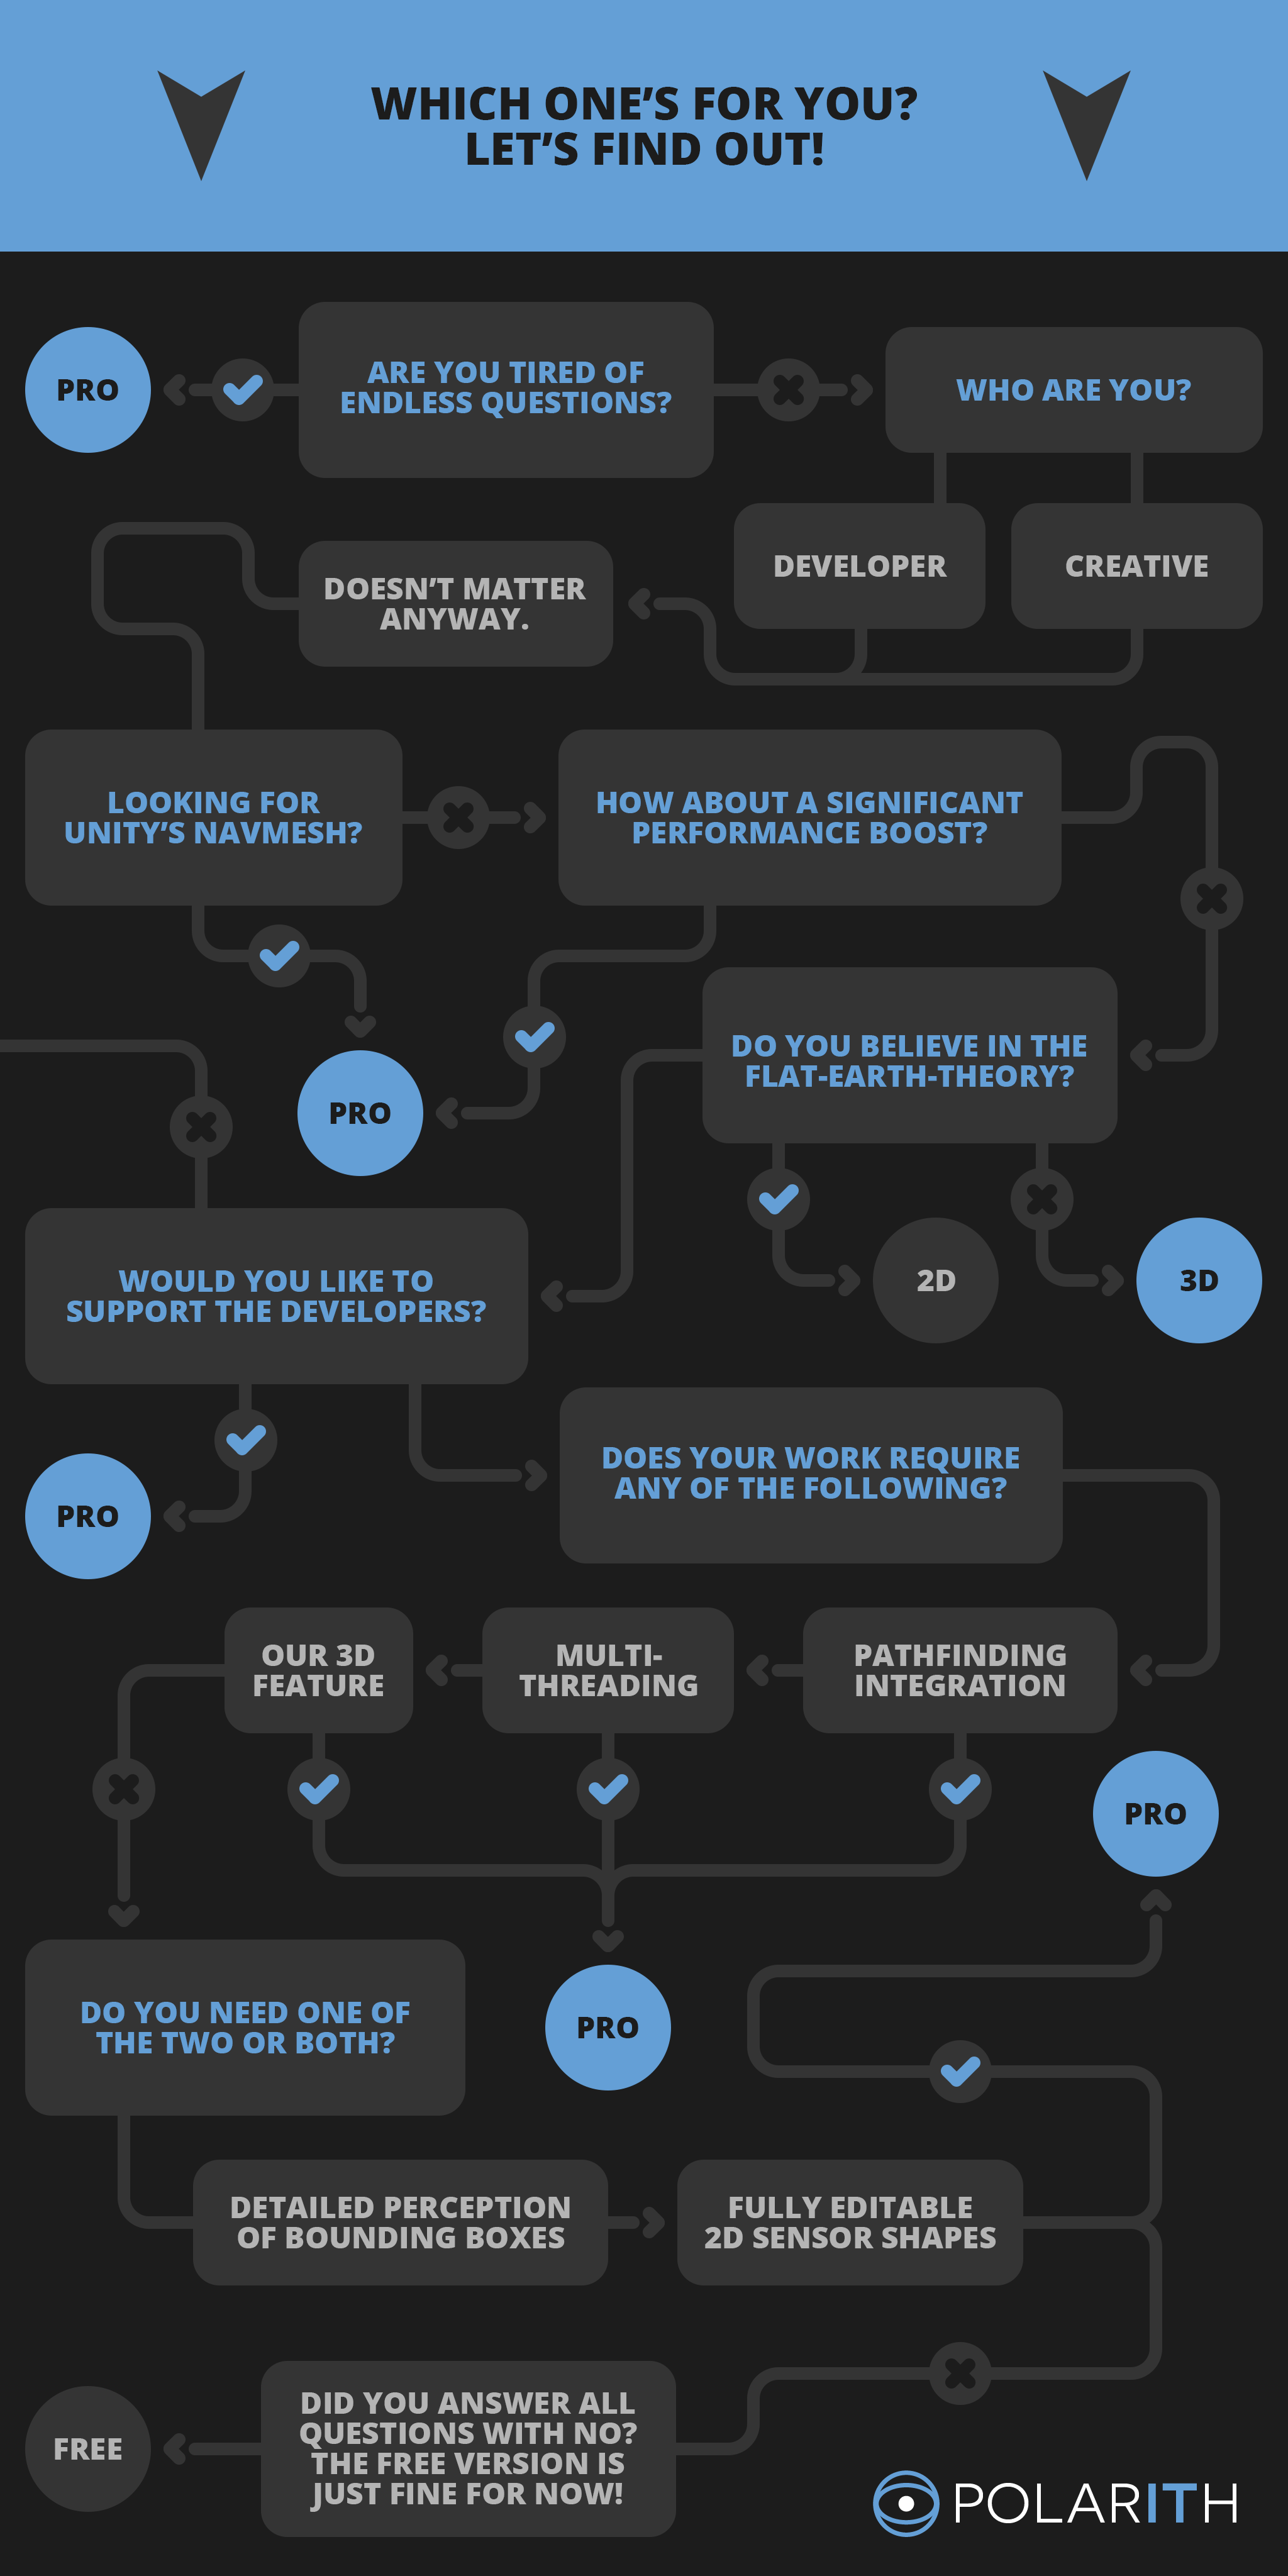 WHICH ONE’S FOR YOU?
LET’S FIND OUT!
PRO
ARE YOU TIRED OF
ENDLESS QUESTIONS?
WHO ARE YOU?
DEVELOPER
CREATIVE
DOESN’T MATTER
ANYWAY.
LOOKING FOR
UNITY’S NAVMESH?
HOW ABOUT A SIGNIFICANT
PERFORMANCE BOOST?
DO YOU BELIEVE IN THE
FLAT-EARTH-THEORY?
PRO
2D
3D
WOULD YOU LIKE TO
SUPPORT THE DEVELOPERS?
PRO
DOES YOUR WORK REQUIRE
ANY OF THE FOLLOWING?
OUR 3D
FEATURE
MULTI-
THREADING
PATHFINDING
INTEGRATION
PRO
DO YOU NEED ONE OF
THE TWO OR BOTH?
PRO
DETAILED PERCEPTION
OF BOUNDING BOXES
FULLY EDITABLE
2D SENSOR SHAPES
FREE
DID YOU ANSWER ALL
QUESTIONS WITH NO?
THE FREE VERSION IS
JUST FINE FOR NOW!
POLARITH